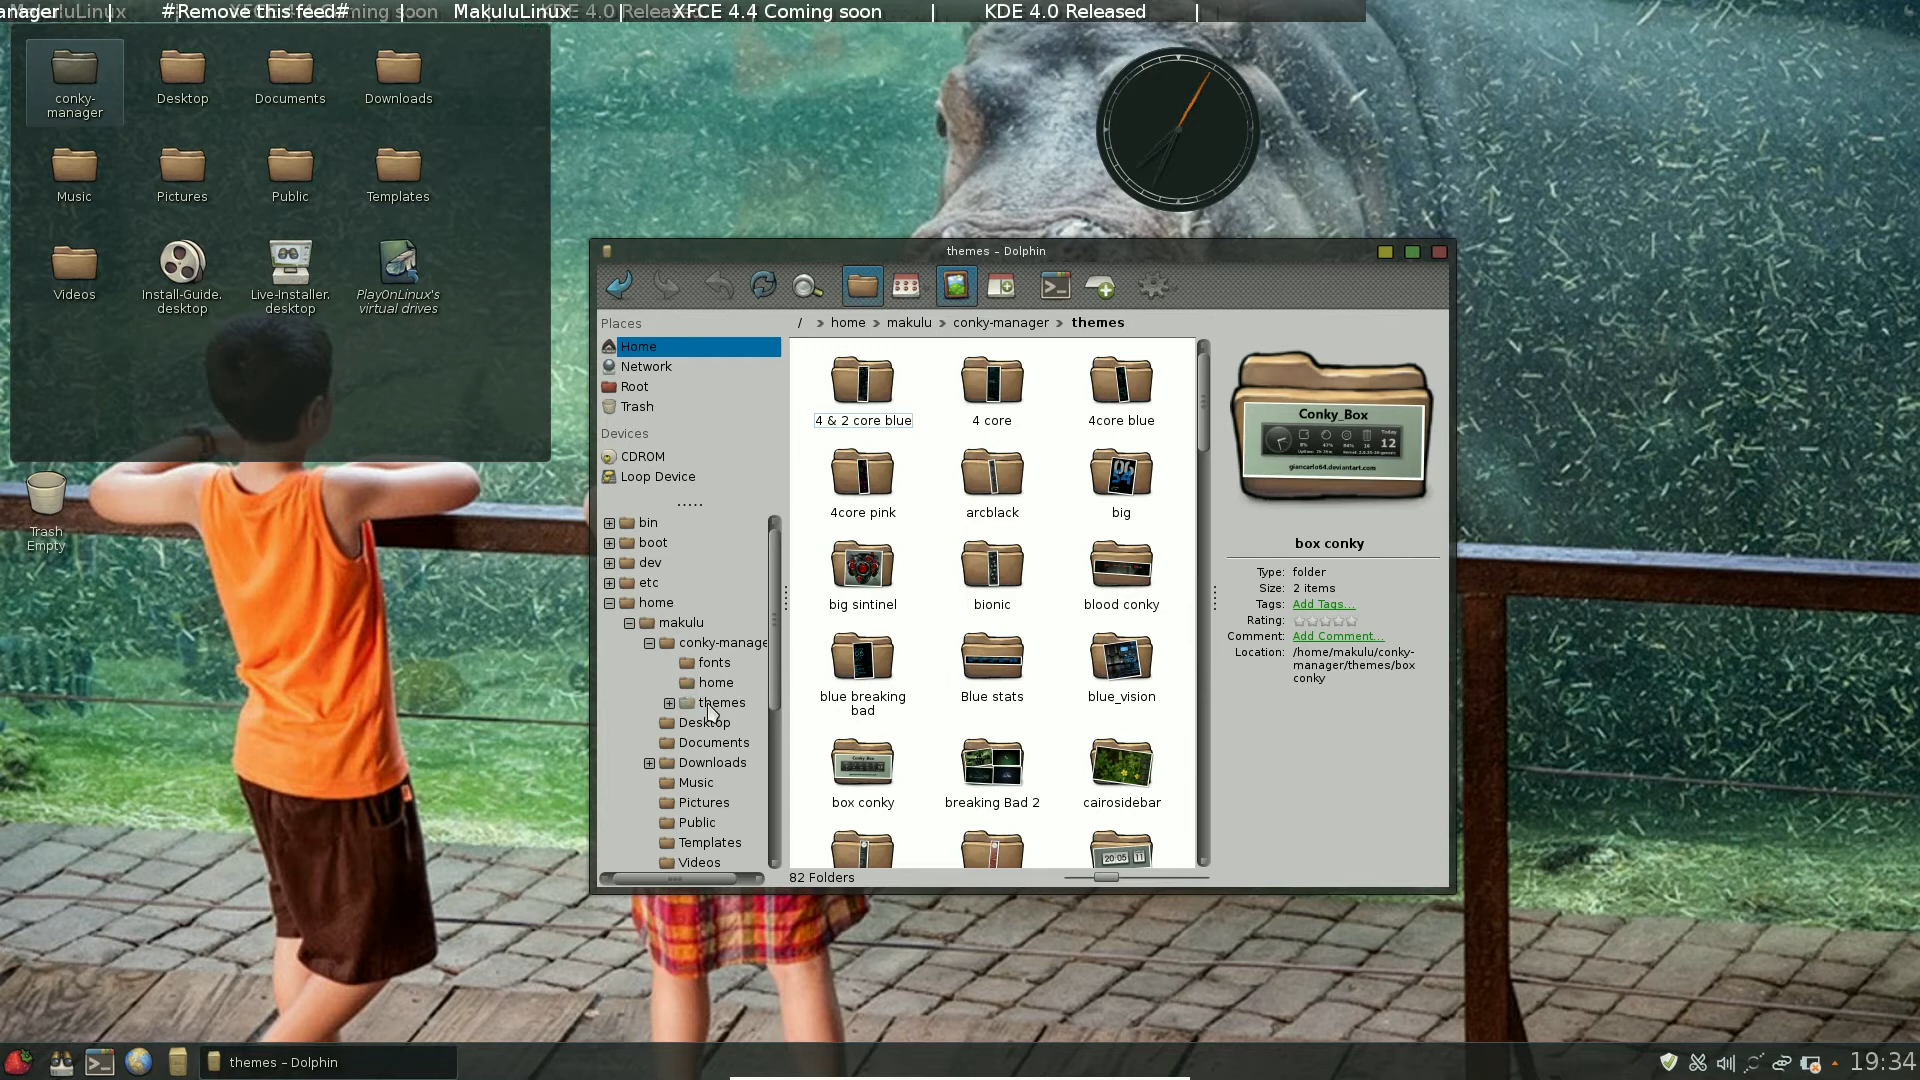 anager | #Remove this feed# | MakuluLinux | XFCE 4.4 Coming soon | KDE 4.0 Released |
conky-
manager
Desktop
Documents
Downloads
Music
Pictures
Public
Templates
Videos
Install-Guide.
desktop
Live-Installer.
desktop
PlayOnLinux's
virtual drives
Trash
Empty
themes – Dolphin
Places
Home
Network
Root
Trash
Devices
CDROM
Loop Device
bin
boot
dev
etc
home
makulu
conky-manage
fonts
home
themes
Desktop
Documents
Downloads
Music
Pictures
Public
Templates
Videos
/ > home > makulu > conky-manager > themes
4 & 2 core blue
4 core
4core blue
4core pink
arcblack
big
big sintinel
bionic
blood conky
blue breaking
bad
Blue stats
blue_vision
box conky
breaking Bad 2
cairosidebar
20 05 11
82 Folders
Conky_Box
Today
12
giancarlo64.deviantart.com
box conky
Type: folder
Size: 2 items
Tags: Add Tags...
Rating:
Comment: Add Comment...
Location: /home/makulu/conky-
manager/themes/box
conky
themes – Dolphin
19:34